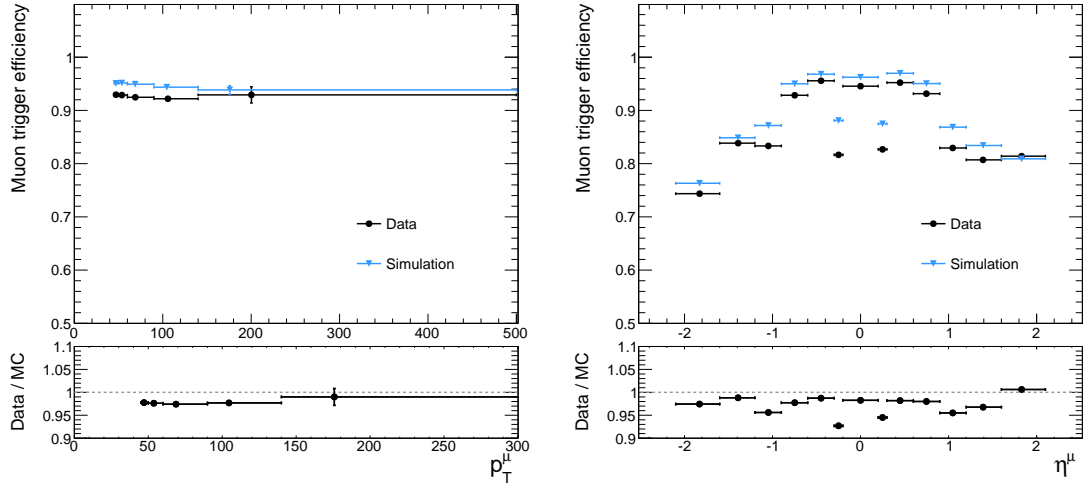 Muon trigger efficiency
1
0.9
0.8
0.7
0.6
0.5
Data
Simulation
0 100 200 300 400 500
Data / MC
1.1
1.05
1
0.95
0.9
0 50 100 150 200 250 300
p_T^μ
Muon trigger efficiency
1
0.9
0.8
0.7
0.6
0.5
Data
Simulation
-2 -1 0 1 2
Data / MC
1.1
1.05
1
0.95
0.9
-2 -1 0 1 2
η^μ